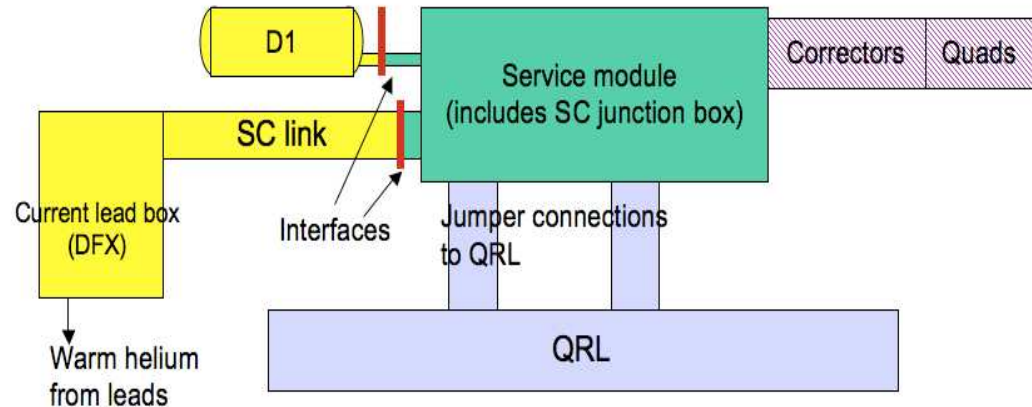 D1
Service module
(includes SC junction box)
Correctors
Quads
SC link
Current lead box
(DFX)
Interfaces
Jumper connections
to QRL
QRL
Warm helium
from leads